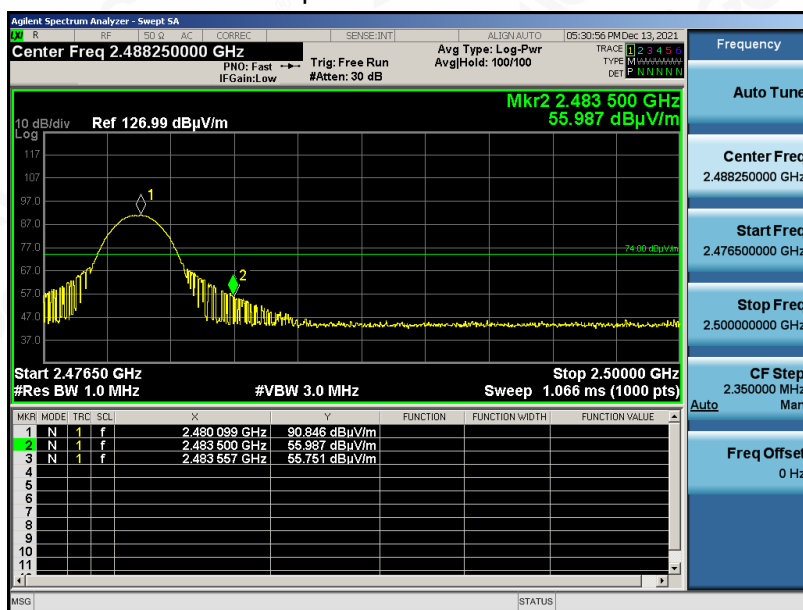 Agilent Spectrum Analyzer - Swept SA
LXI R RF 50 Ω AC CORREC SENSE:INT ALIGN AUTO 05:30:56 PM Dec 13, 2021
Center Freq 2.488250000 GHz
PNO: Fast
IFGain:Low
Trig: Free Run
#Atten: 30 dB
Avg Type: Log-Pwr
Avg|Hold: 100/100
TRACE 1 2 3 4 5 6
TYPE M
DET P N N N N N
Frequency
Mkr2 2.483 500 GHz
55.987 dBµV/m
10 dB/div Ref 126.99 dBµV/m
Log
117
107
97.0
87.0
77.0
67.0
57.0
47.0
37.0
1
2
74.00 dBµV/m
Start 2.47650 GHz Stop 2.50000 GHz
#Res BW 1.0 MHz #VBW 3.0 MHz Sweep 1.066 ms (1000 pts)
MKR MODE TRC SCL X Y FUNCTION FUNCTION WIDTH FUNCTION VALUE
1 N 1 f 2.480 099 GHz 90.846 dBµV/m
2 N 1 f 2.483 500 GHz 55.987 dBµV/m
3 N 1 f 2.483 557 GHz 55.751 dBµV/m
4
5
6
7
8
9
10
11
MSG STATUS
Auto Tune
Center Freq
2.488250000 GHz
Start Freq
2.476500000 GHz
Stop Freq
2.500000000 GHz
CF Step
2.350000 MHz
Auto Man
Freq Offset
0 Hz